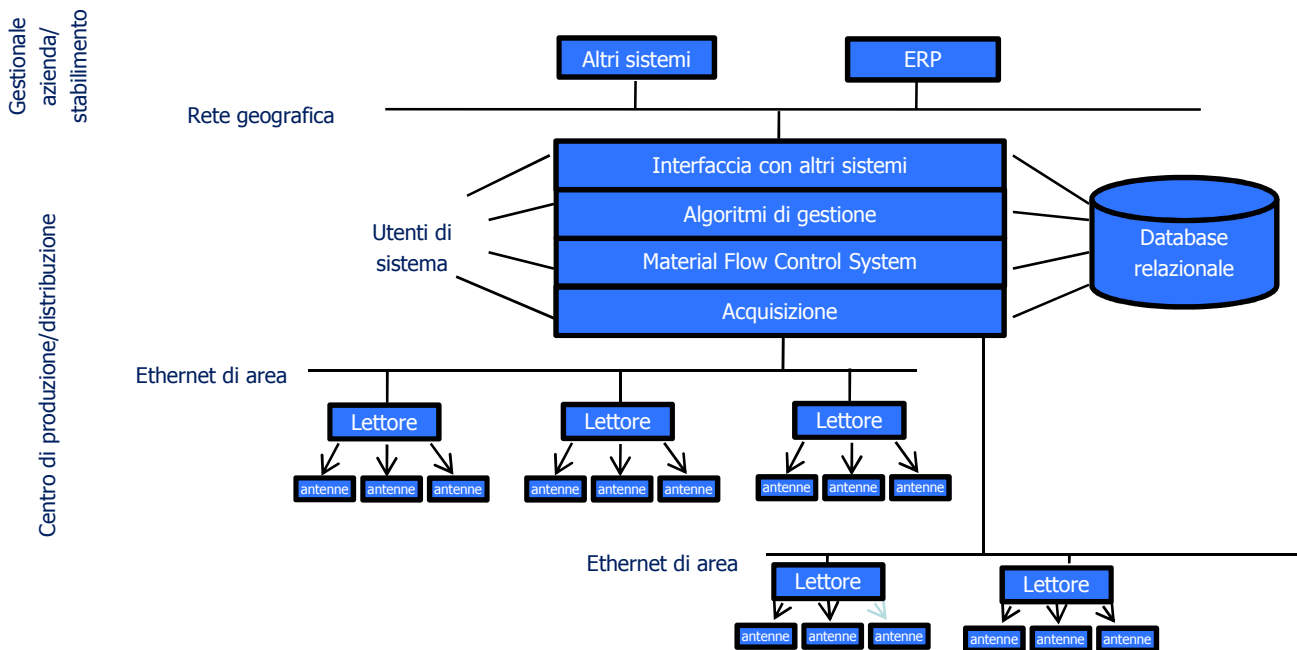 Gestionale
azienda/
stabilimento
Altri sistemi
ERP
Rete geografica
Interfaccia con altri sistemi
Algoritmi di gestione
Material Flow Control System
Acquisizione
Utenti di
sistema
Database
relazionale
Centro di produzione/distribuzione
Ethernet di area
Lettore
Lettore
Lettore
antenne
antenne
antenne
antenne
antenne
antenne
antenne
antenne
antenne
Ethernet di area
Lettore
Lettore
antenne
antenne
antenne
antenne
antenne
antenne